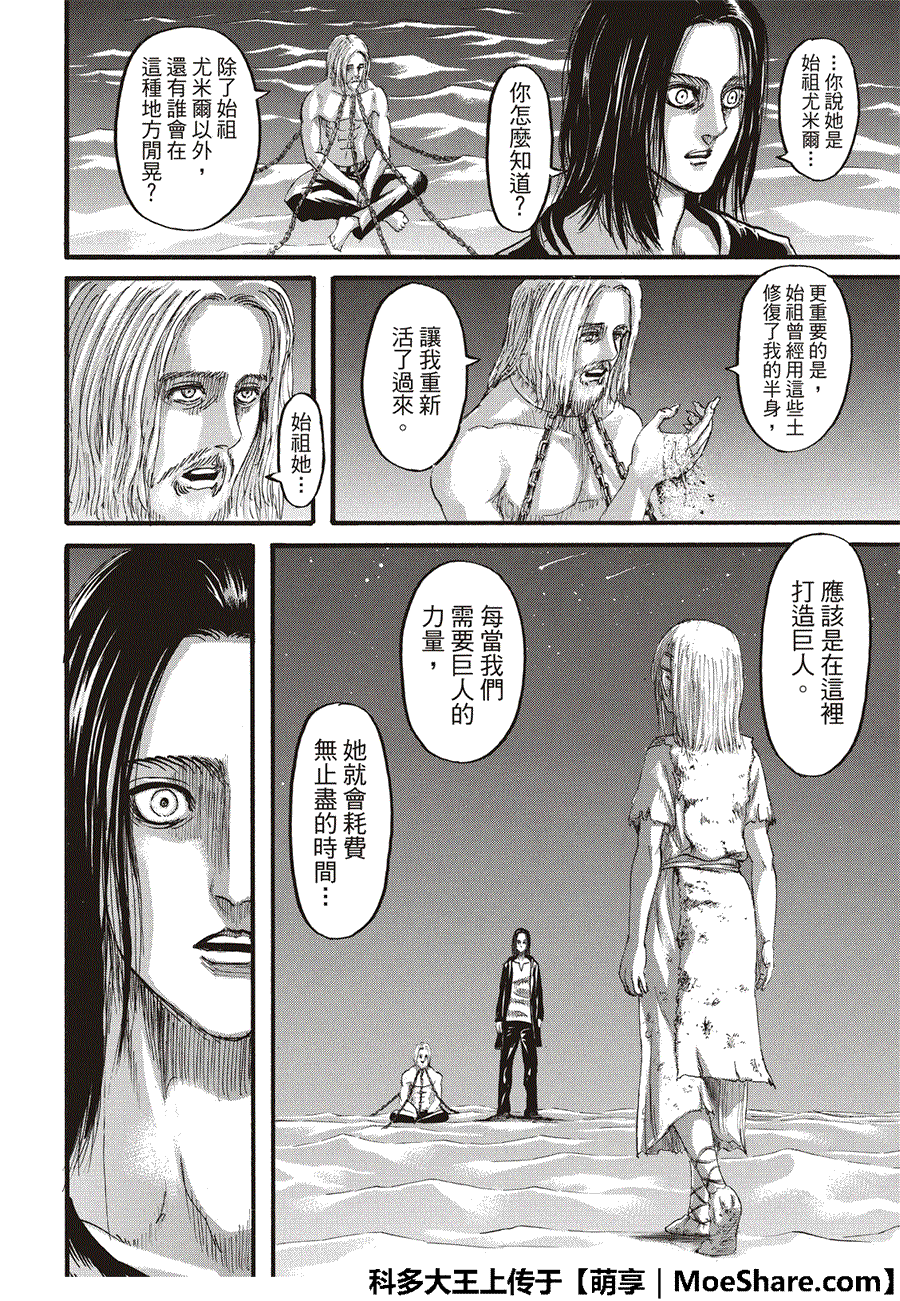 …你說她是
始祖尤米爾…
你怎麼知道？
除了始祖
尤米爾以外，
還有誰會在
這種地方閒晃？
更重要的是，
始祖曾經用這些土
修復了我的半身，
讓我重新
活了過來。
始祖她…
應該是在這裡
打造巨人。
每當我們
需要巨人的
力量，
她就會耗費
無止盡的時間…
科多大王上传于【萌享｜MoeShare.com】